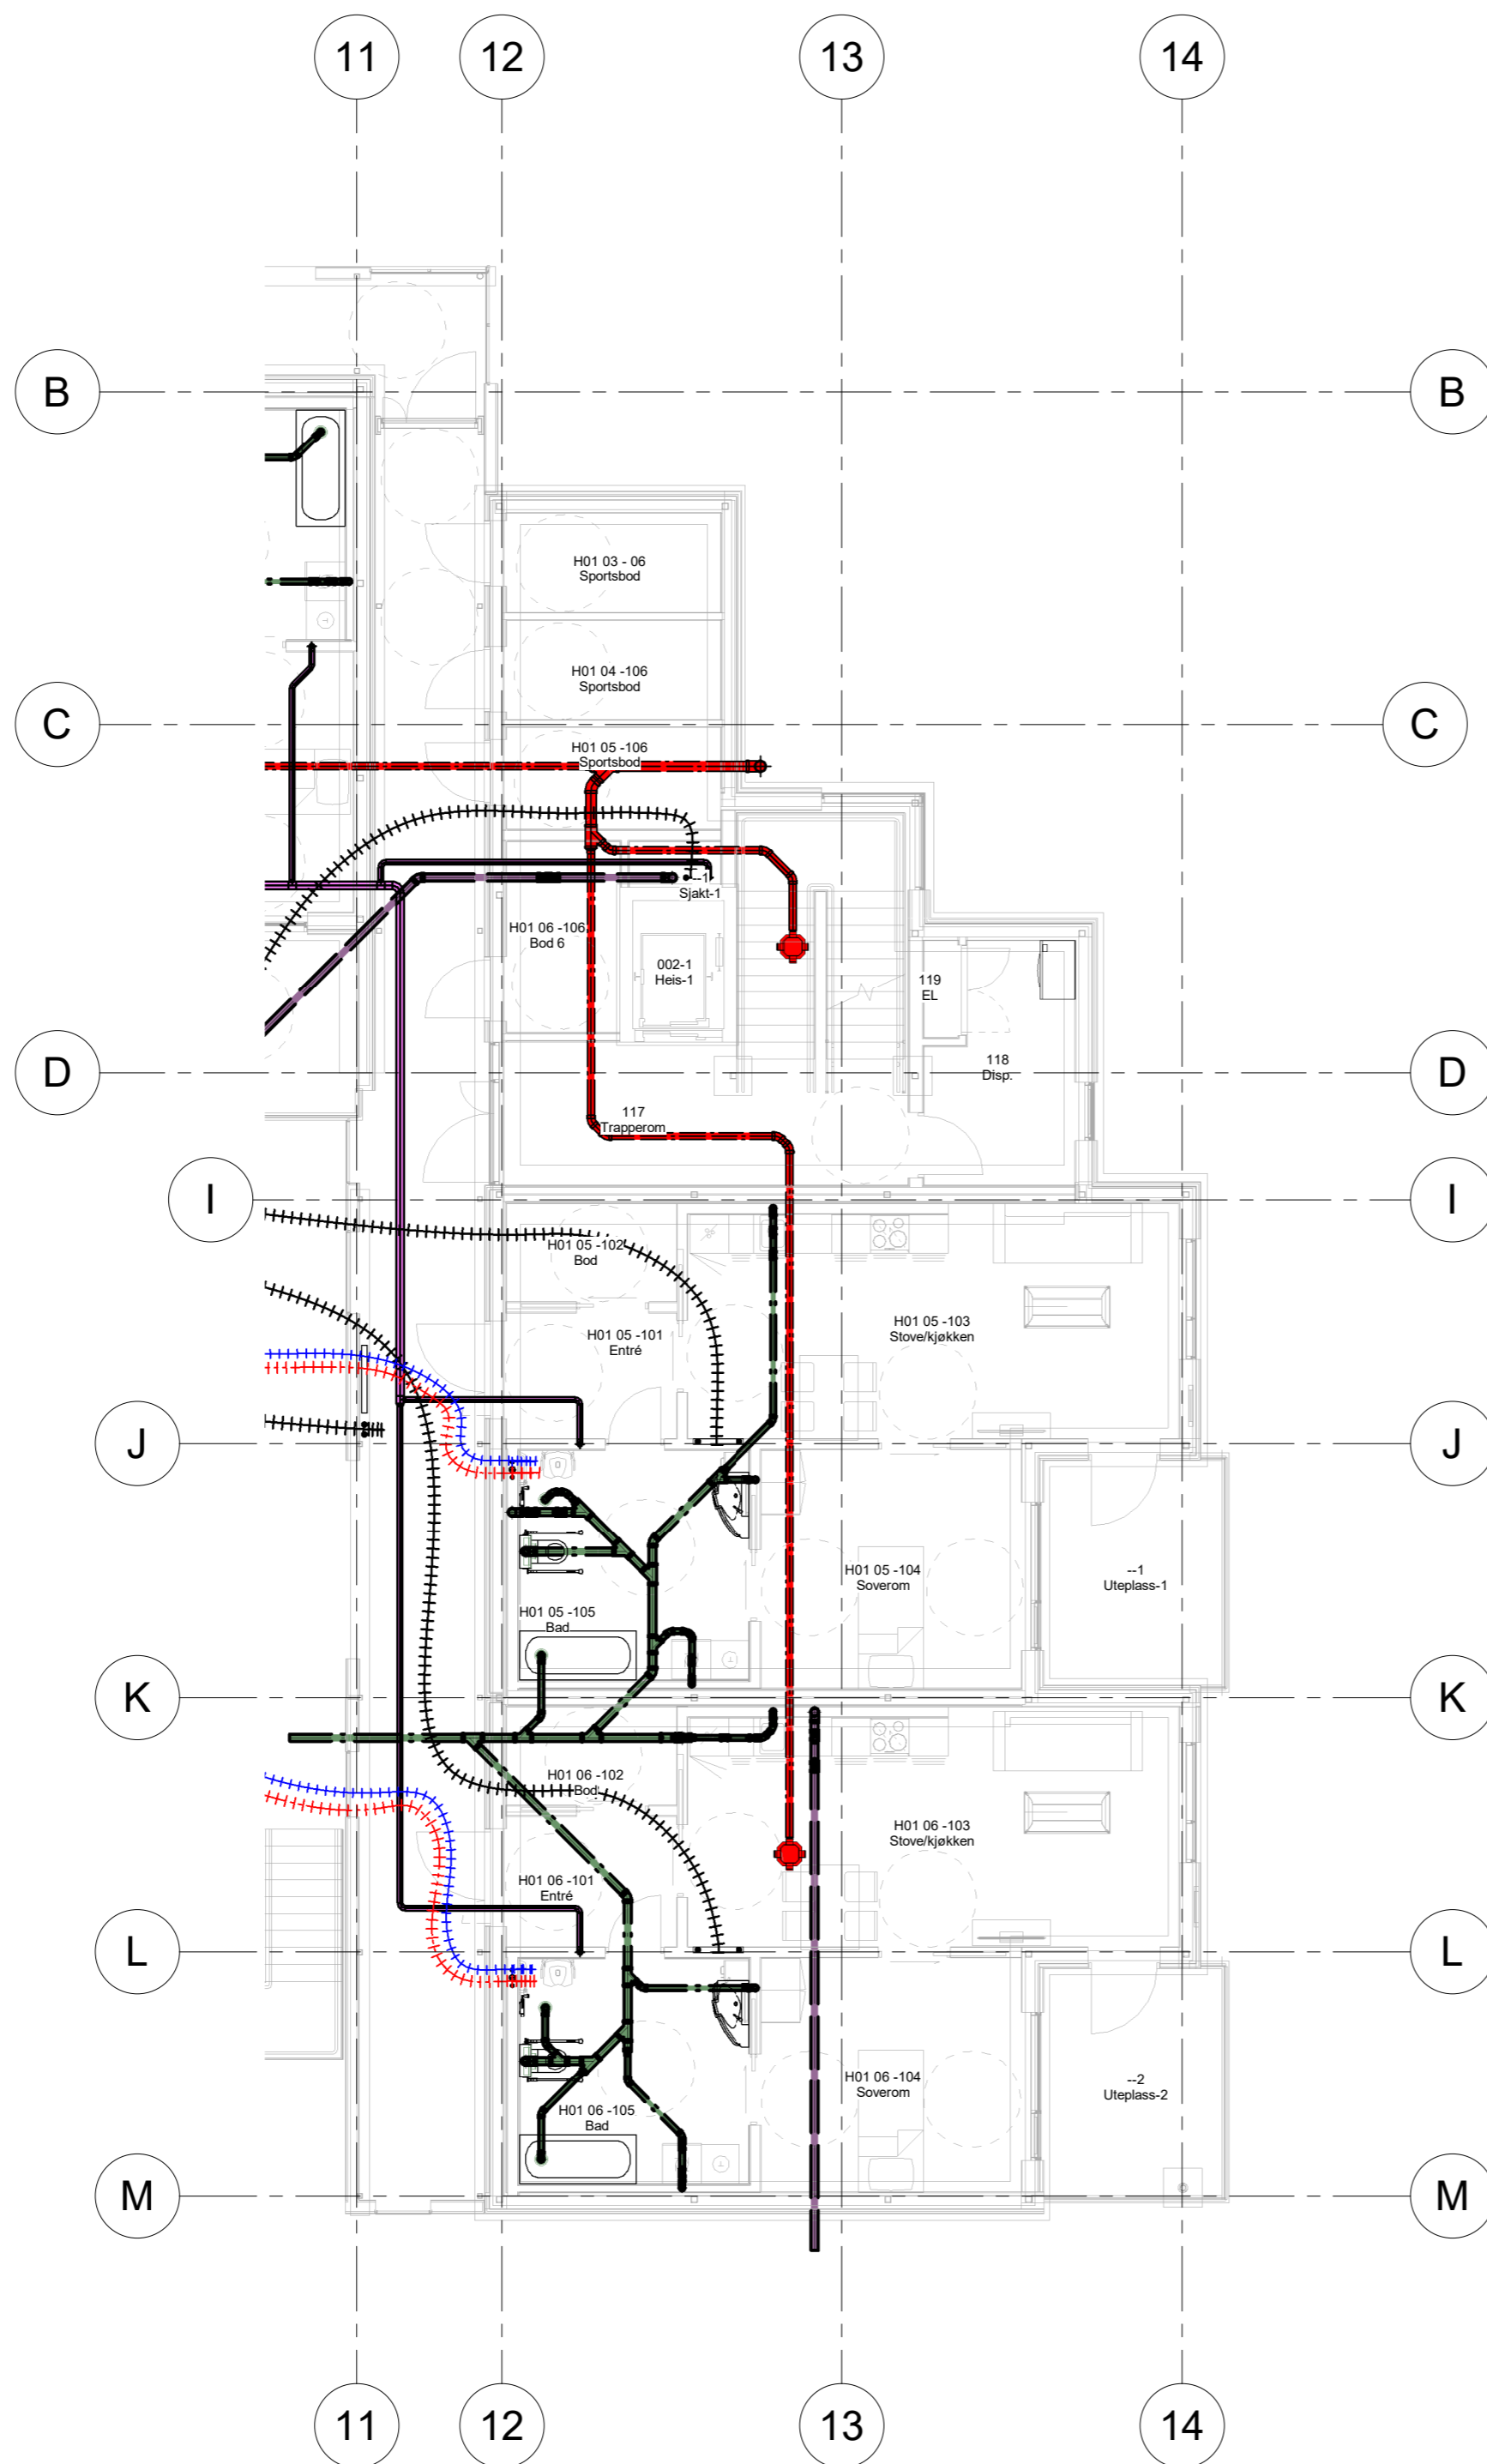 11
12
13
14
B
B
H01 03 - 06
Sportsbod
H01 04 -106
Sportsbod
C
C
H01 05 -106
Sportsbod
--1
Sjakt-1
H01 06 -106
Bod 6
002-1
Heis-1
119
EL
118
Disp.
D
D
117
Trapperom
I
I
H01 05 -102
Bod
H01 05 -101
Entré
H01 05 -103
Stove/kjøkken
J
J
H01 05 -104
Soverom
--1
Uteplass-1
H01 05 -105
Bad
K
K
H01 06 -102
Bod
H01 06 -103
Stove/kjøkken
H01 06 -101
Entré
L
L
H01 06 -104
Soverom
--2
Uteplass-2
H01 06 -105
Bad
M
M
11
12
13
14